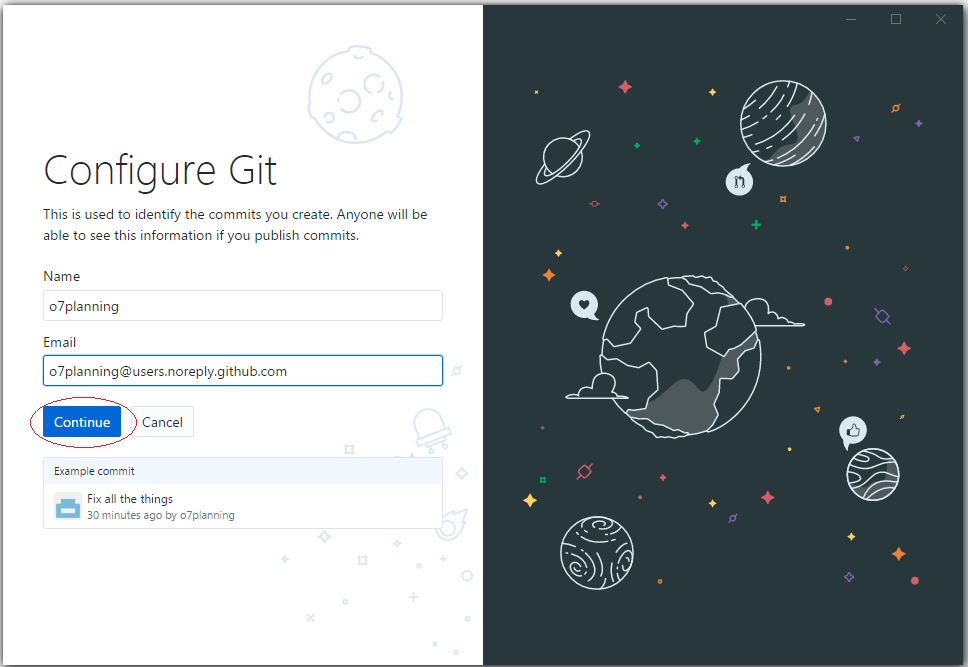 Configure Git
This is used to identify the commits you create. Anyone will be
able to see this information if you publish commits.
Name
o7planning
Email
o7planning@users.noreply.github.com
Continue Cancel
Example commit
Fix all the things
30 minutes ago by o7planning